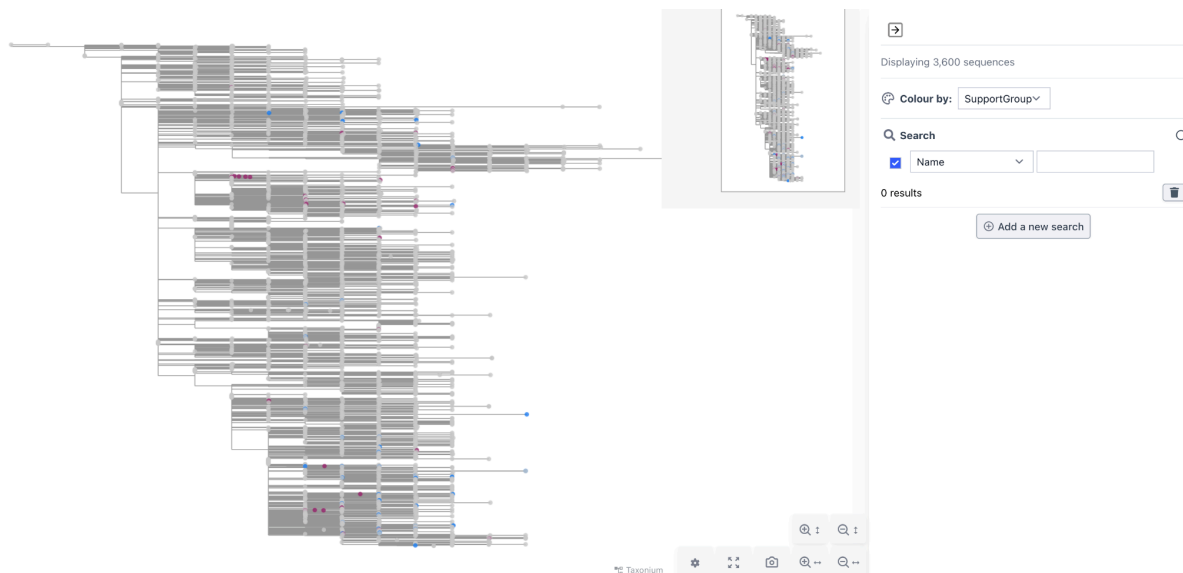 Displaying 3,600 sequences
Colour by: SupportGroup
Search
Name
0 results
Add a new search
Taxonium